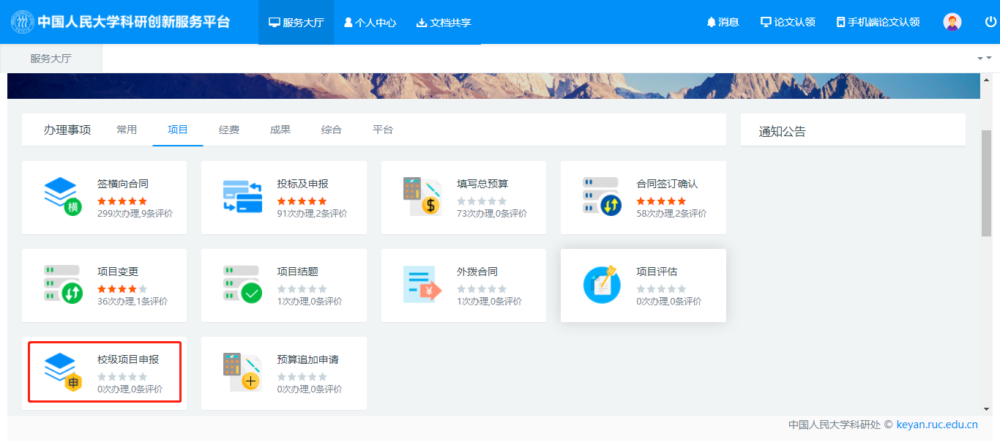 中国人民大学科研创新服务平台 服务大厅 个人中心 文档共享 消息 论文认领 手机端论文认领
服务大厅
办理事项 常用 项目 经费 成果 综合 平台
通知公告
签横向合同
299次办理,9条评价
横
投标及申报
91次办理,2条评价
填写总预算
73次办理,0条评价
$
合同签订确认
58次办理,2条评价
项目变更
36次办理,1条评价
项目结题
1次办理,0条评价
外拨合同
1次办理,0条评价
¥
项目评估
0次办理,0条评价
校级项目申报
0次办理,0条评价
申
预算追加申请
0次办理,0条评价
中国人民大学科研处 © keyan.ruc.edu.cn